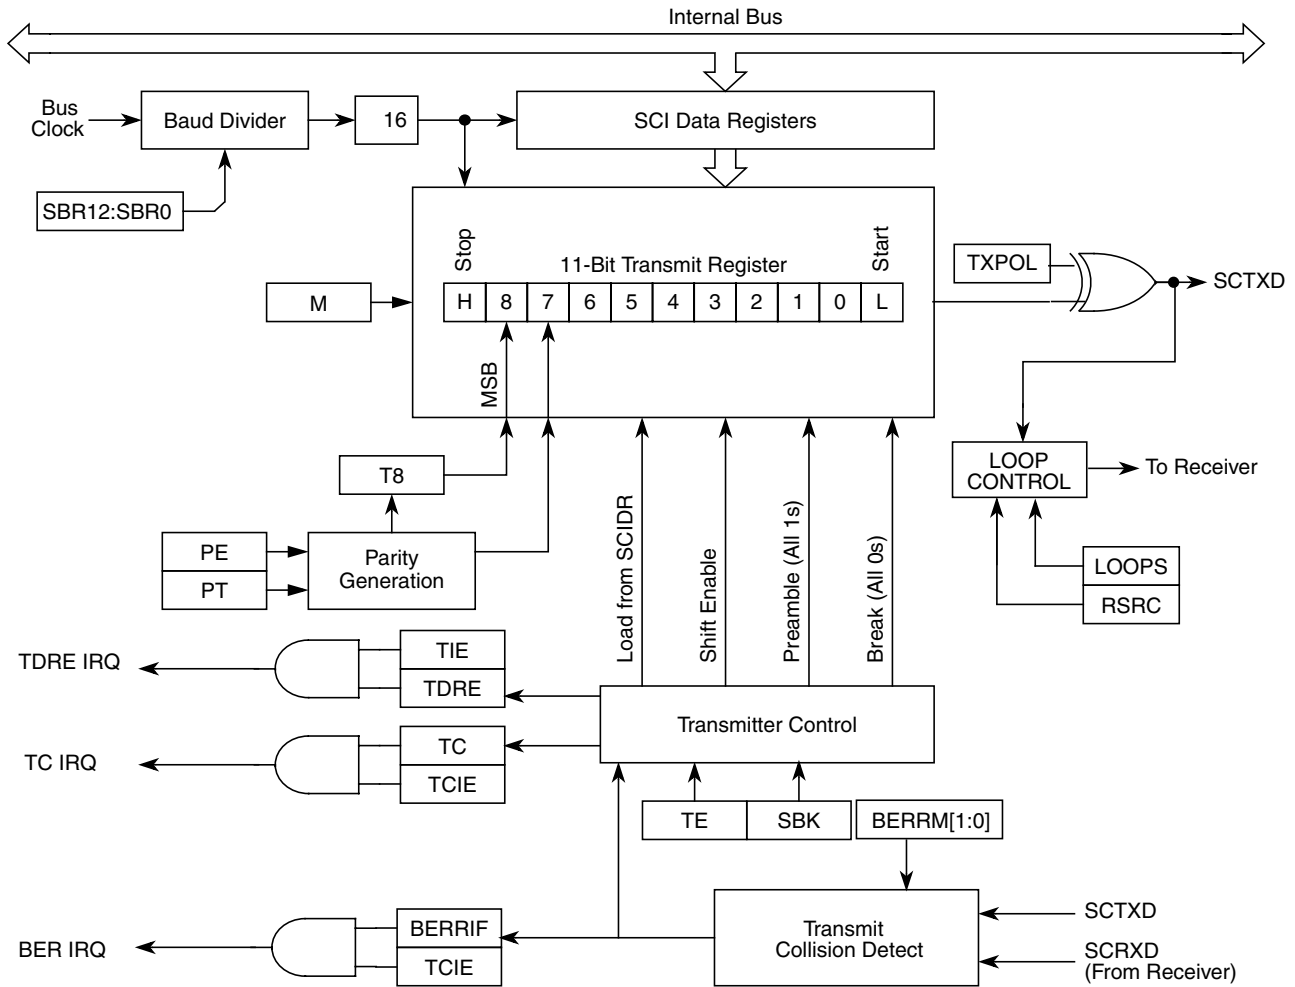 Internal Bus
Bus
Clock
Baud Divider
16
SCI Data Registers
SBR12:SBR0
Stop
11-Bit Transmit Register
Start
TXPOL
SCTXD
M
H 8 7 6 5 4 3 2 1 0 L
MSB
LOOP
CONTROL
To Receiver
T8
LOOPS
RSRC
PE
PT
Parity
Generation
Load from SCIDR
Shift Enable
Preamble (All 1s)
Break (All 0s)
TDRE IRQ
TIE
TDRE
Transmitter Control
TC IRQ
TC
TCIE
TE
SBK
BERRM[1:0]
BER IRQ
BERRIF
TCIE
Transmit
Collision Detect
SCTXD
SCRXD
(From Receiver)